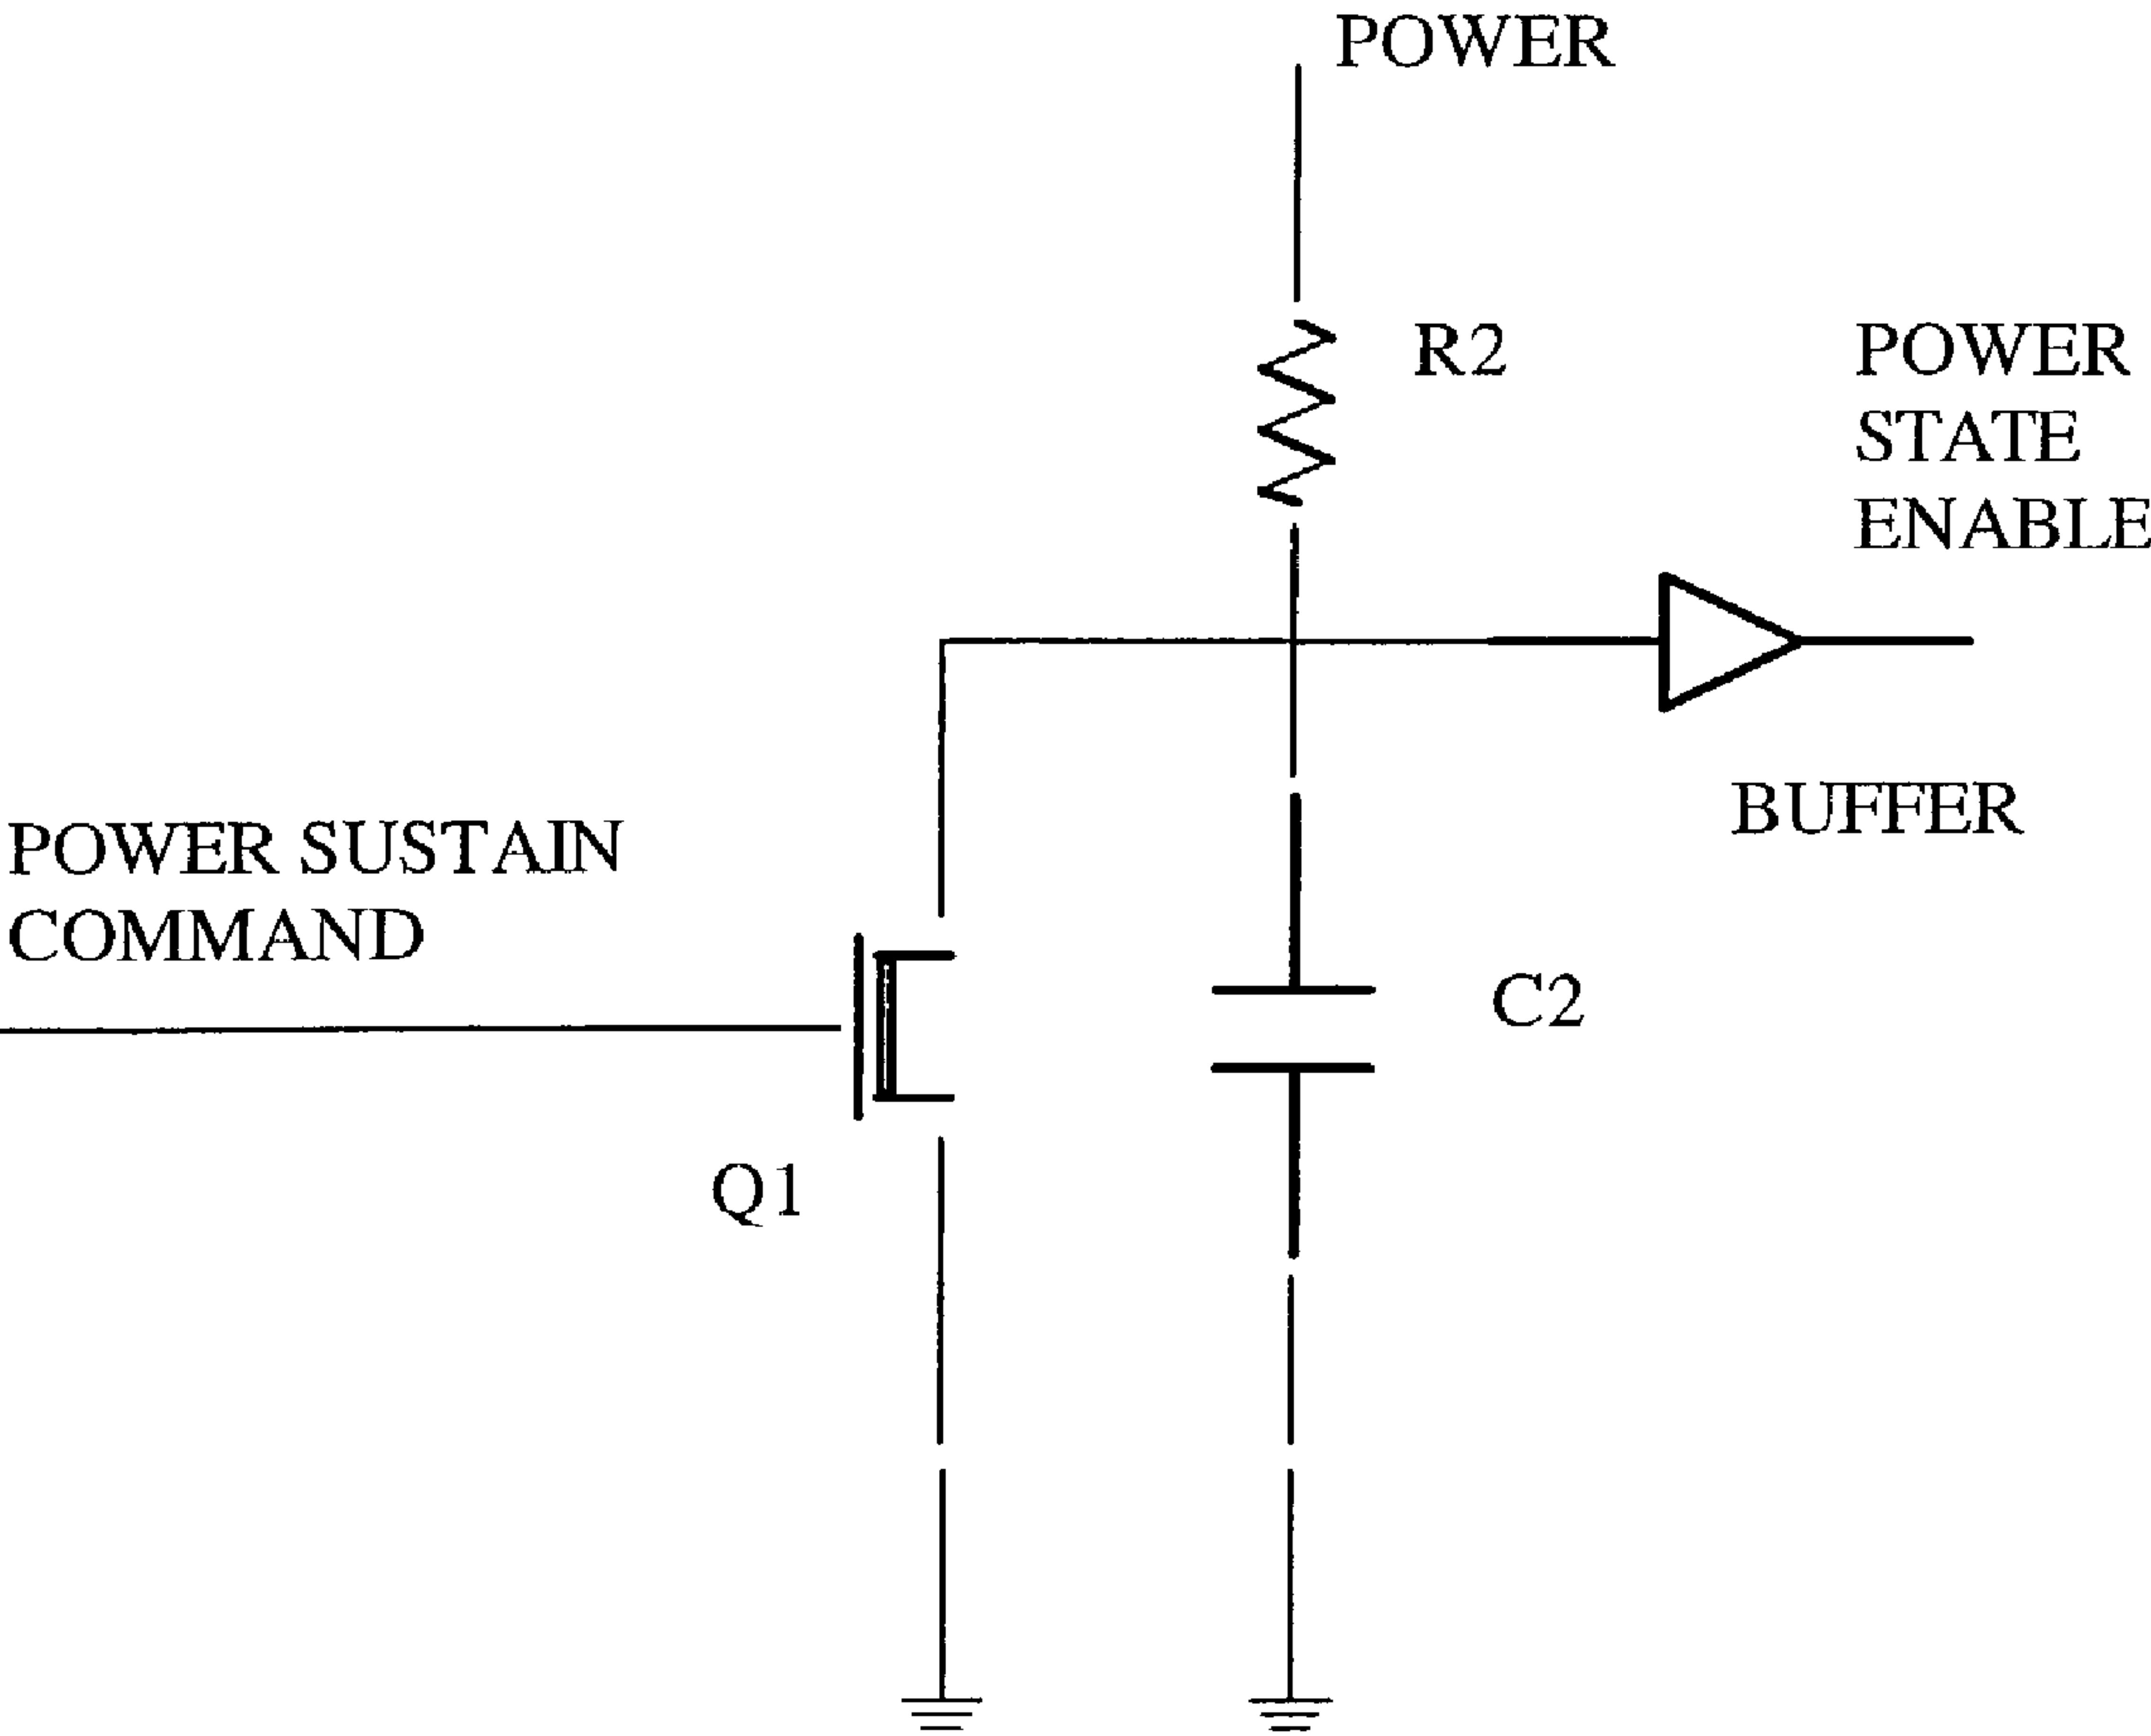 POWER
R2
POWER
STATE
ENABLE
BUFFER
POWER SUSTAIN
COMMAND
C2
Q1